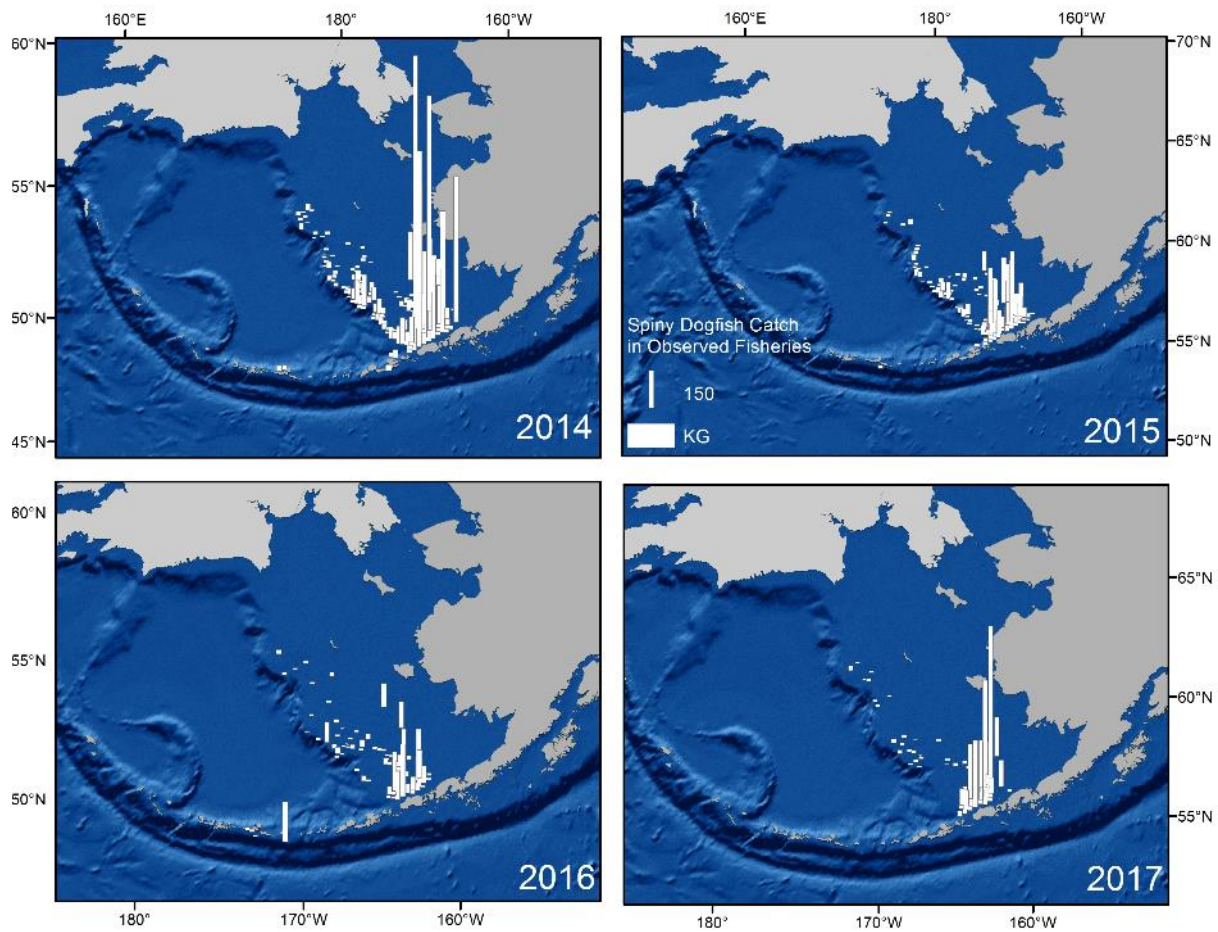 160°E 180° 160°W
160°E 180° 160°W
60°N
55°N
50°N
45°N
2014
70°N
65°N
60°N
55°N
50°N
Spiny Dogfish Catch
in Observed Fisheries
150
KG
2015
60°N
55°N
50°N
2016
180° 170°W 160°W
65°N
60°N
55°N
2017
180° 170°W 160°W